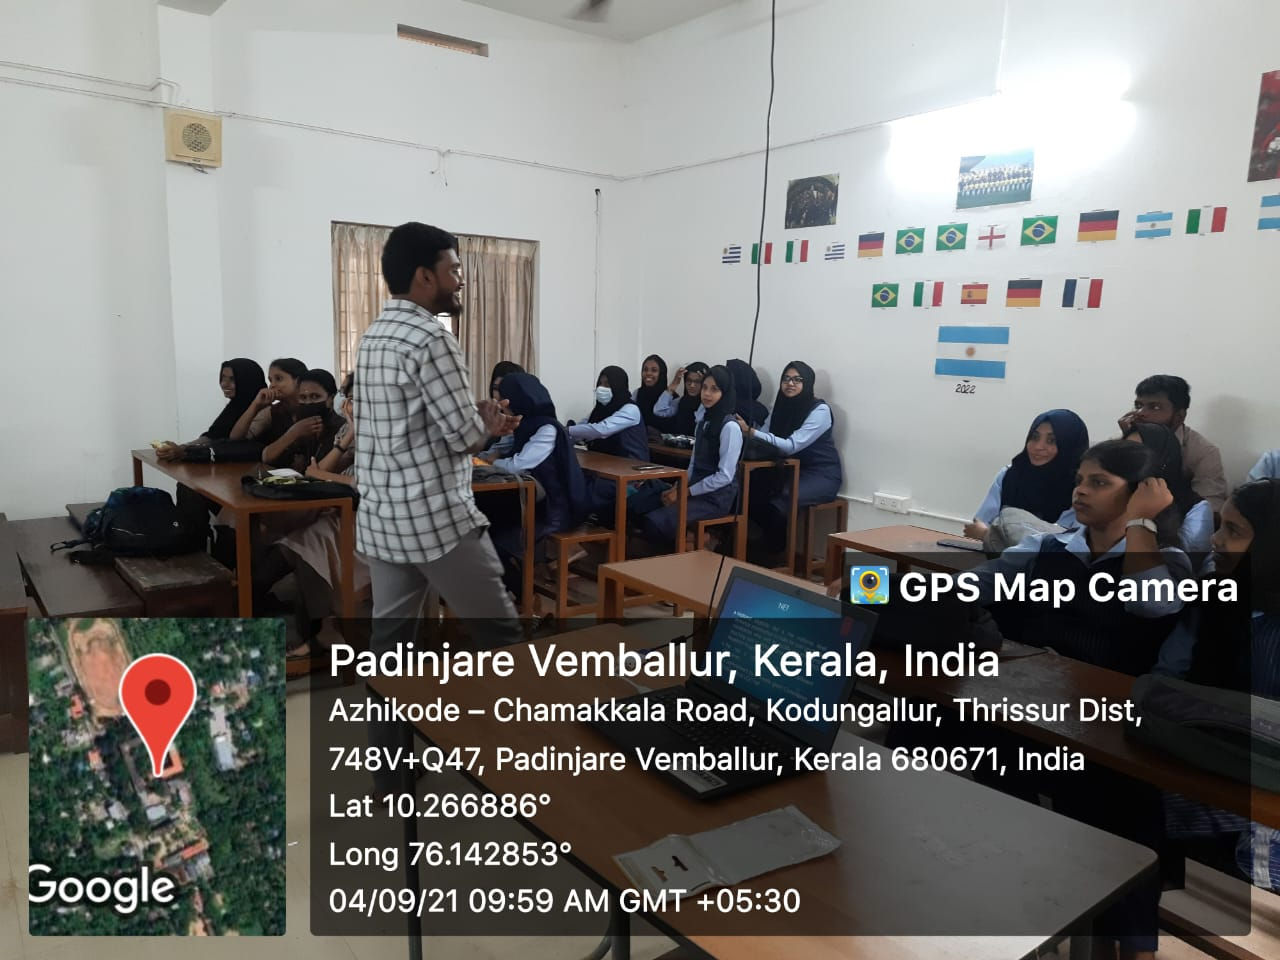 2022
NFT
GPS Map Camera
Padinjare Vemballur, Kerala, India
Azhikode – Chamakkala Road, Kodungallur, Thrissur Dist,
748V+Q47, Padinjare Vemballur, Kerala 680671, India
Lat 10.266886°
Long 76.142853°
04/09/21 09:59 AM GMT +05:30
Google